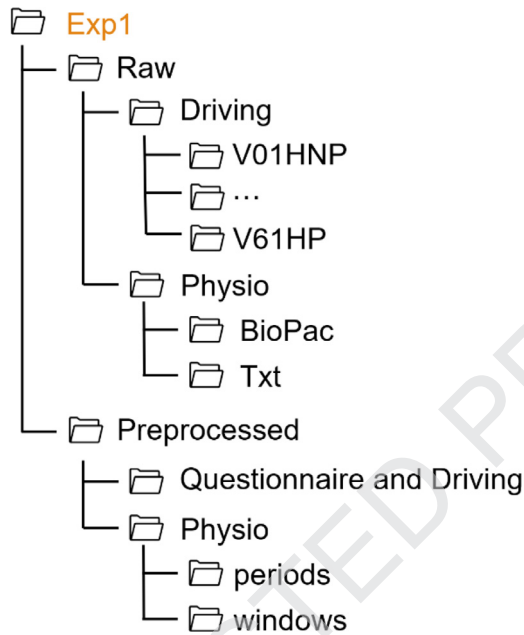 Exp1
Raw
Driving
V01HNP
...
V61HP
Physio
BioPac
Txt
Preprocessed
Questionnaire and Driving
Physio
periods
windows